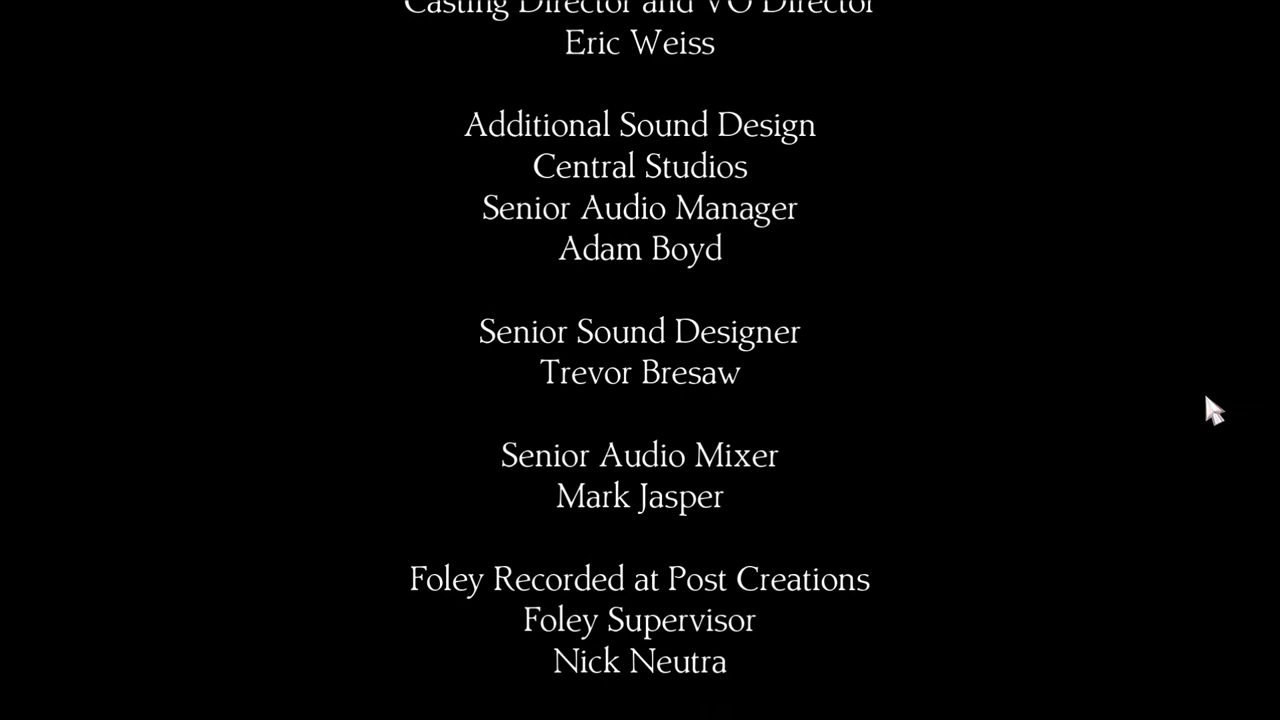 Casting Director and VO Director
Eric Weiss
Additional Sound Design
Central Studios
Senior Audio Manager
Adam Boyd
Senior Sound Designer
Trevor Bresaw
Senior Audio Mixer
Mark Jasper
Foley Recorded at Post Creations
Foley Supervisor
Nick Neutra